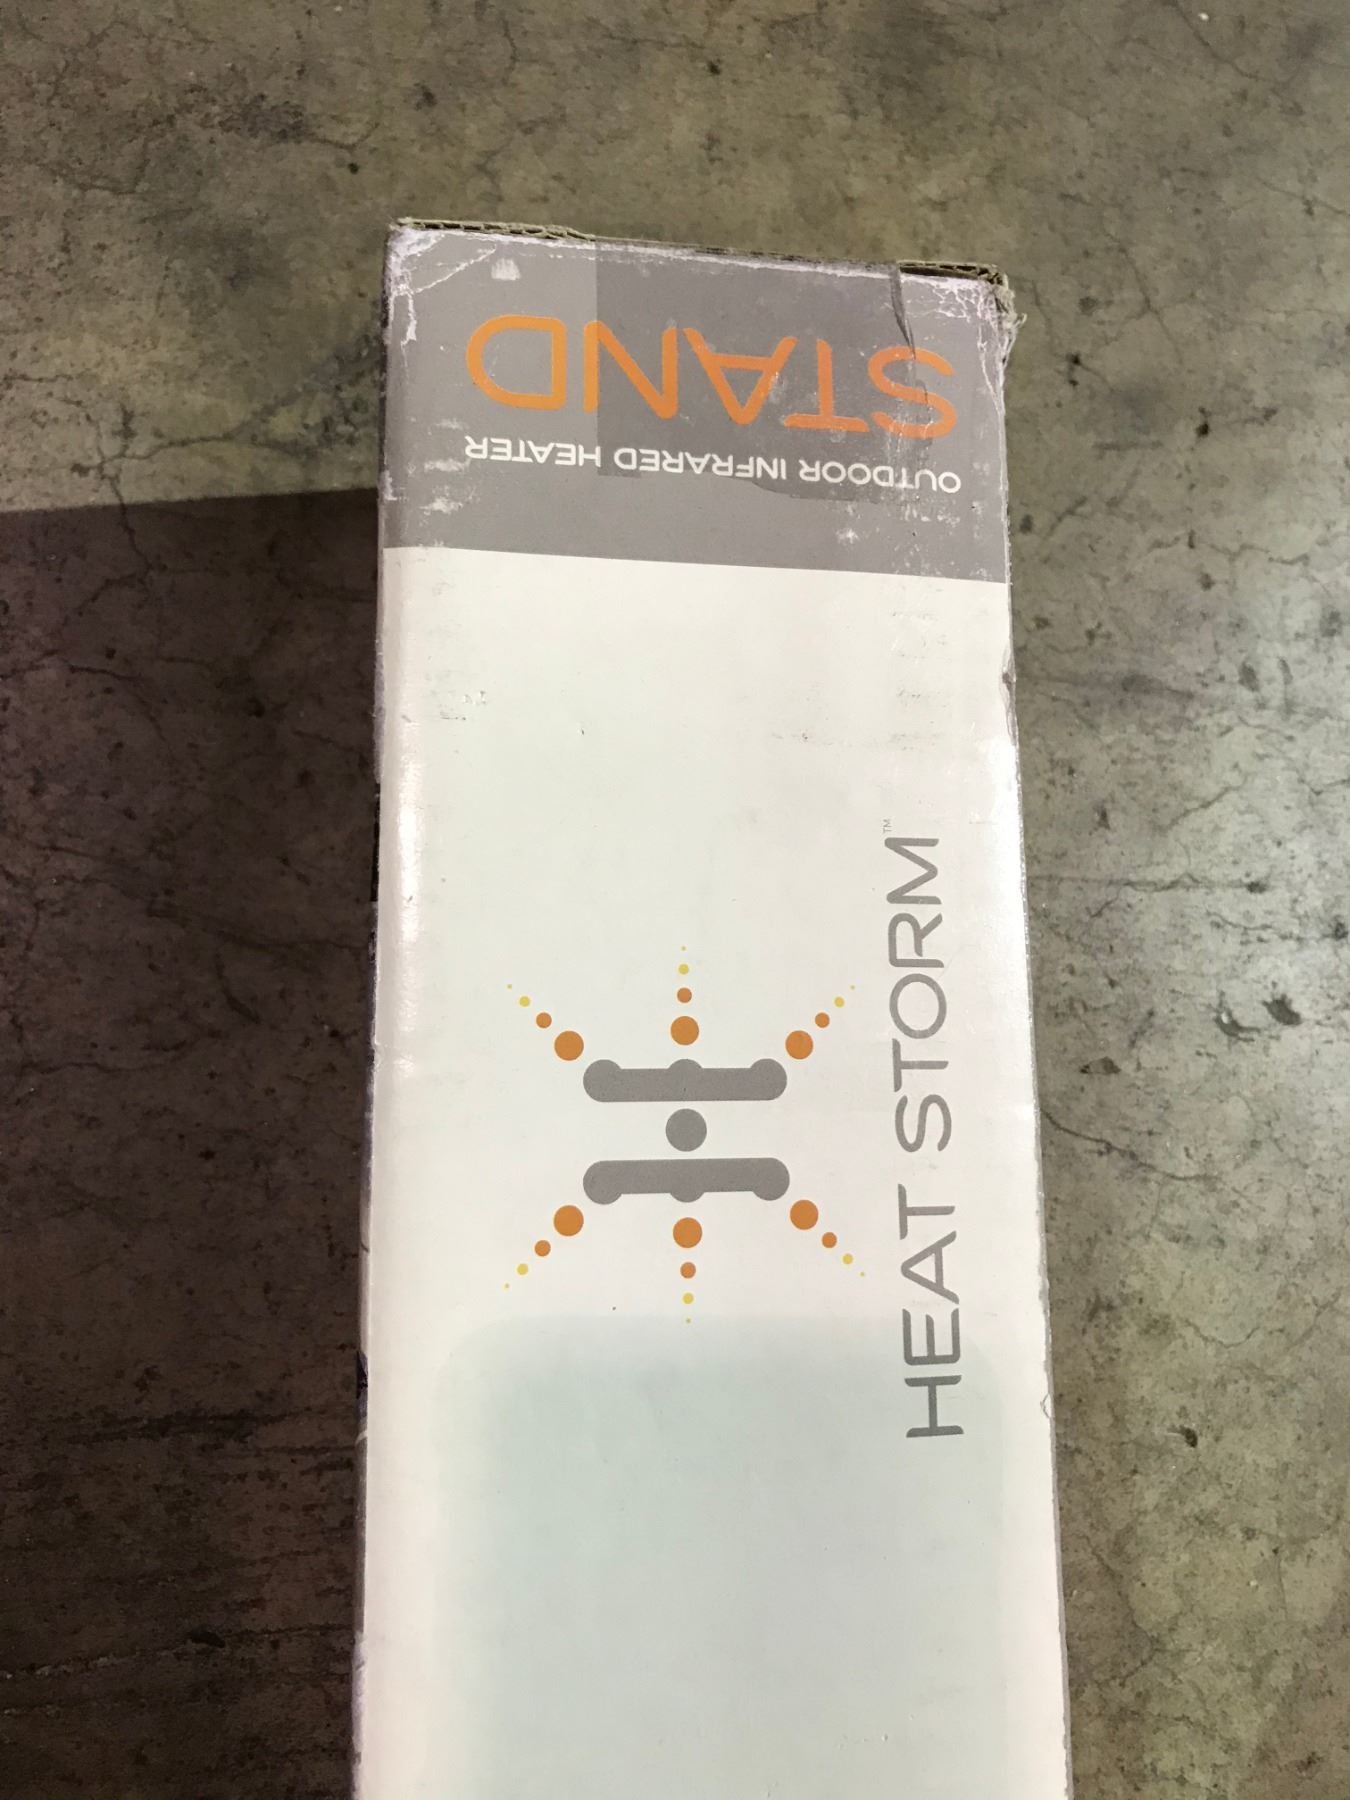 OUTDOOR INFRARED HEATER
STAND
HEAT STORM™